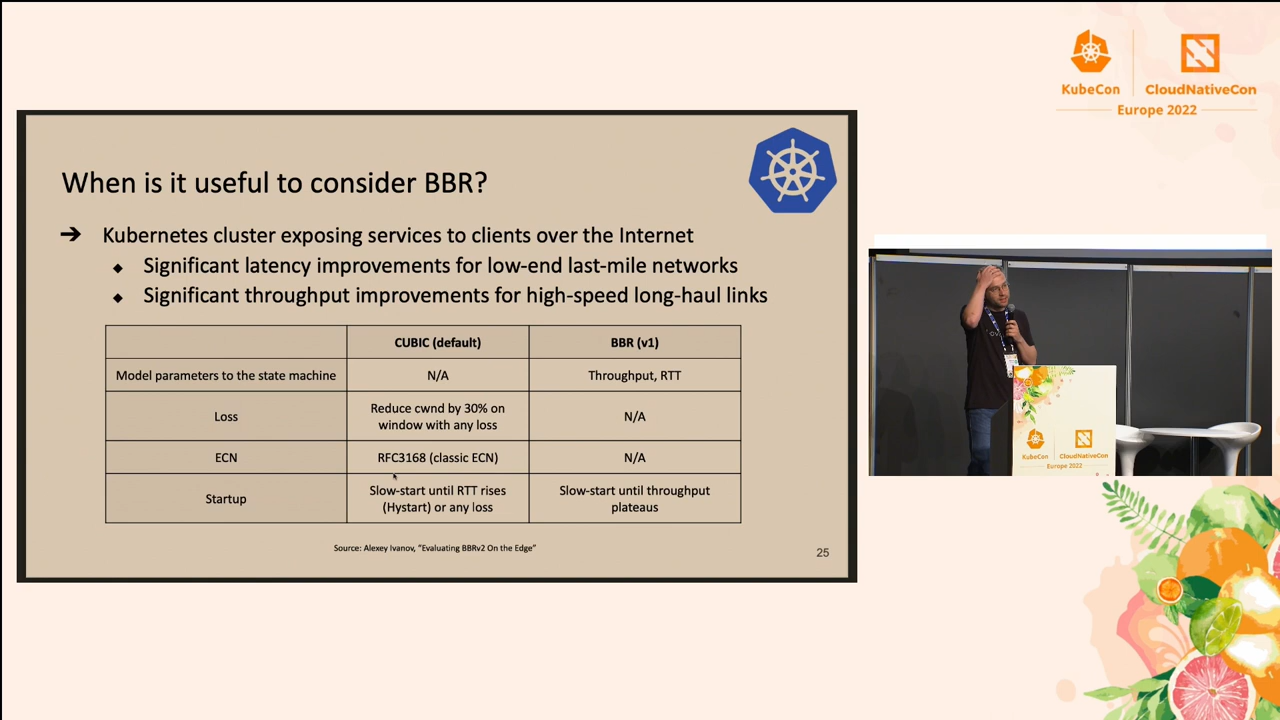 KubeCon
CloudNativeCon
Europe 2022
When is it useful to consider BBR?
➔ Kubernetes cluster exposing services to clients over the Internet
◆ Significant latency improvements for low-end last-mile networks
◆ Significant throughput improvements for high-speed long-haul links
CUBIC (default) BBR (v1)
Model parameters to the state machine N/A Throughput, RTT
Loss Reduce cwnd by 30% on
window with any loss N/A
ECN RFC3168 (classic ECN) N/A
Startup Slow-start until RTT rises
(Hystart) or any loss Slow-start until throughput
plateaus
Source: Alexey Ivanov, "Evaluating BBRv2 On the Edge"
25
KubeCon
CloudNativeCon
Europe 2022